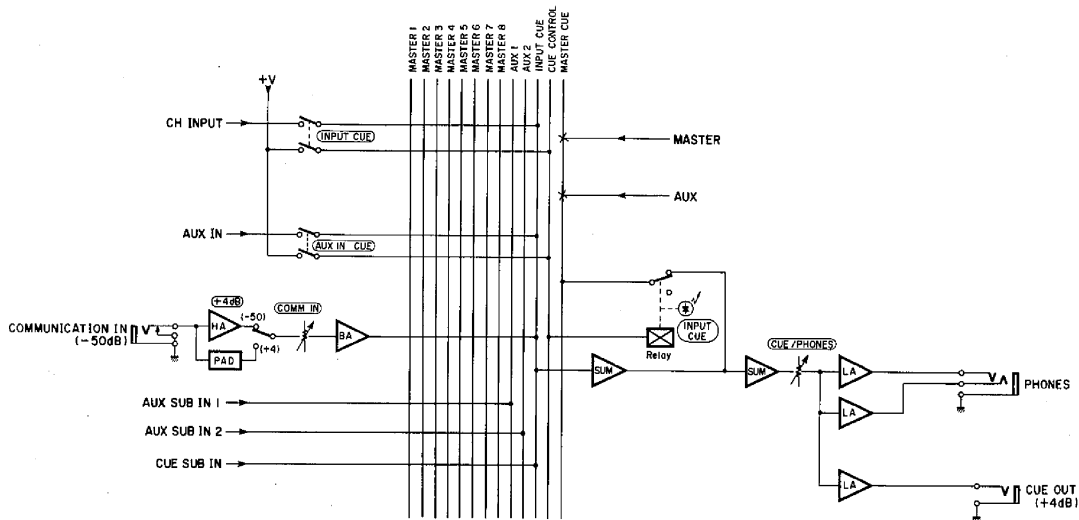 MASTER 1
MASTER 2
MASTER 3
MASTER 4
MASTER 5
MASTER 6
MASTER 7
MASTER 8
AUX 1
AUX 2
INPUT CUE
CUE CONTROL
MASTER CUE
+V
CH INPUT
INPUT CUE
MASTER
AUX
AUX IN
AUX IN CUE
+4dB
HA
(-50)
COMM IN
BA
COMMUNICATION IN
(-50dB)
PAD
(+4)
INPUT
CUE
Relay
SUM
SUM
CUE/PHONES
LA
LA
PHONES
AUX SUB IN 1
AUX SUB IN 2
CUE SUB IN
LA
CUE OUT
(+4dB)